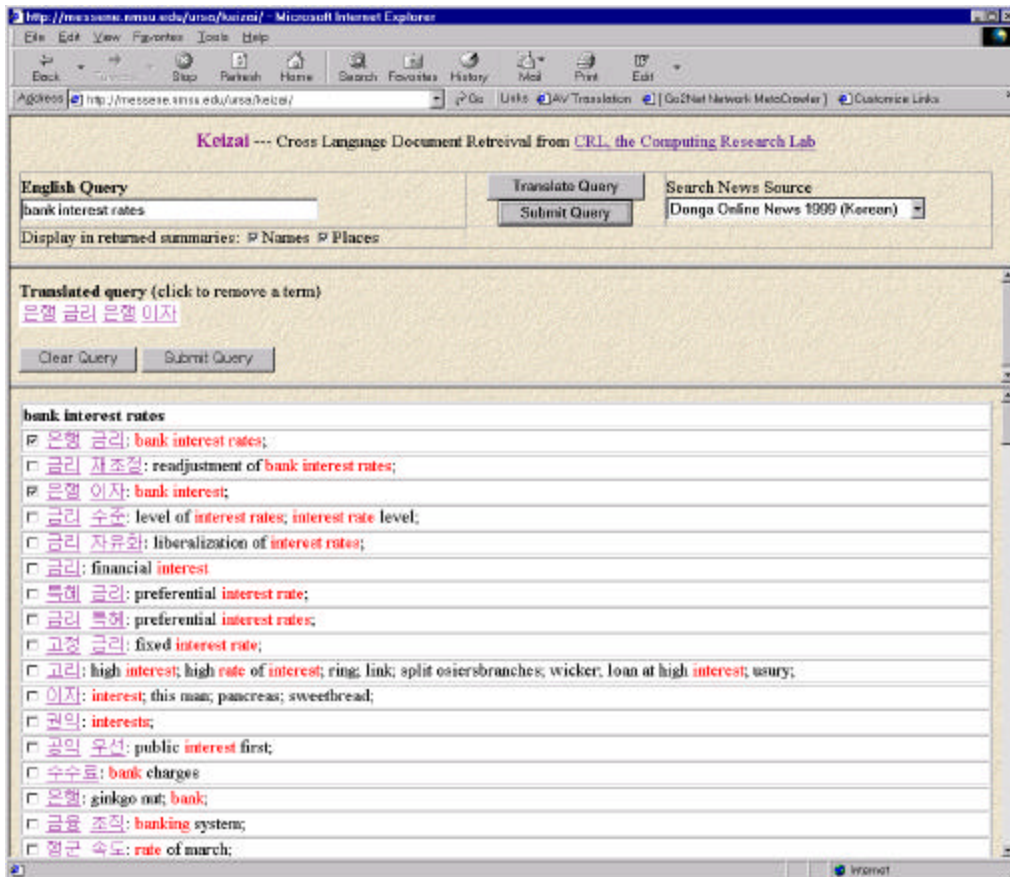 http://messene.nmsu.edu/ursa/keizai/ - Microsoft Internet Explorer
File Edit View Favorites Tools Help
Back Stop Refresh Home Search Favorites History Mail Print Edit
Address http://messene.nmsu.edu/ursa/keizai/ Go Links AV Translation [Go2Net Network MetaCrawler] Customize Links
Keizai --- Cross Language Document Retreival from CRL, the Computing Research Lab
English Query Translate Query Search News Source
bank interest rates Submit Query Donga Online News 1999 (Korean)
Display in returned summaries: Names Places
Translated query (click to remove a term)
은행 금리 은행 이자
Clear Query Submit Query
bank interest rates
은행 금리: bank interest rates;
금리 재조정: readjustment of bank interest rates;
은행 이자: bank interest;
금리 수준: level of interest rates; interest rate level;
금리 자유화: liberalization of interest rates;
금리: financial interest
특혜 금리: preferential interest rate;
금리 특혜: preferential interest rates;
고정 금리: fixed interest rate;
고리: high interest; high rate of interest; ring; link; split osiersbranches; wicker; loan at high interest; usury;
이자: interest; this man; pancreas; sweetbread;
권익: interests;
공익 우선: public interest first;
수수료: bank charges
은행: ginkgo nut; bank;
금융 조직: banking system;
행군 속도: rate of march;
Internet